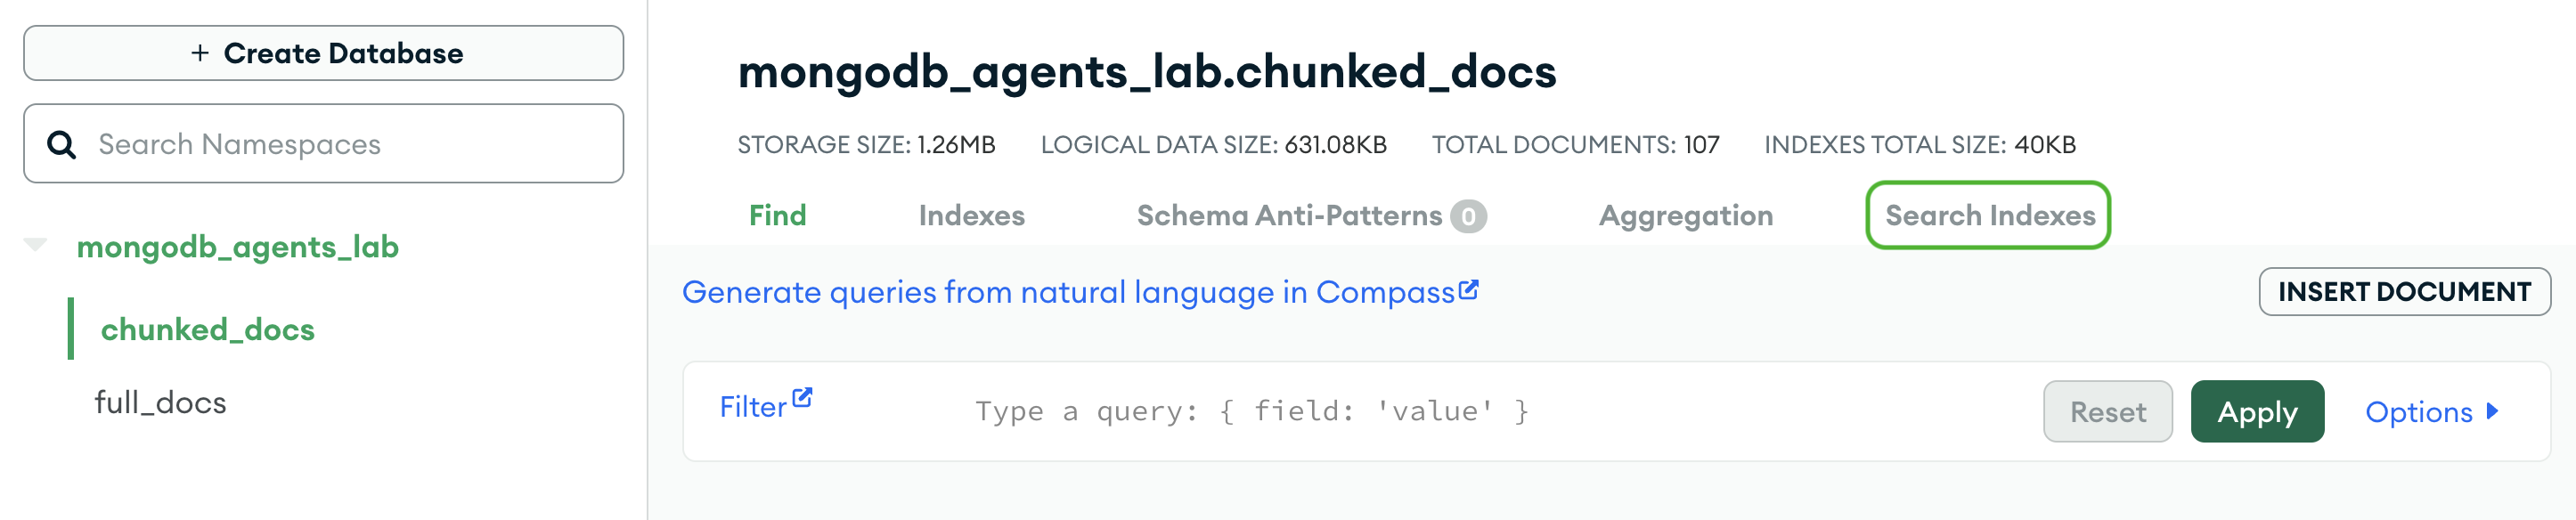 + Create Database
Search Namespaces
mongodb_agents_lab
chunked_docs
full_docs
mongodb_agents_lab.chunked_docs
STORAGE SIZE: 1.26MB LOGICAL DATA SIZE: 631.08KB TOTAL DOCUMENTS: 107 INDEXES TOTAL SIZE: 40KB
Find Indexes Schema Anti-Patterns 0 Aggregation Search Indexes
Generate queries from natural language in Compass
INSERT DOCUMENT
Filter Type a query: { field: 'value' } Reset Apply Options